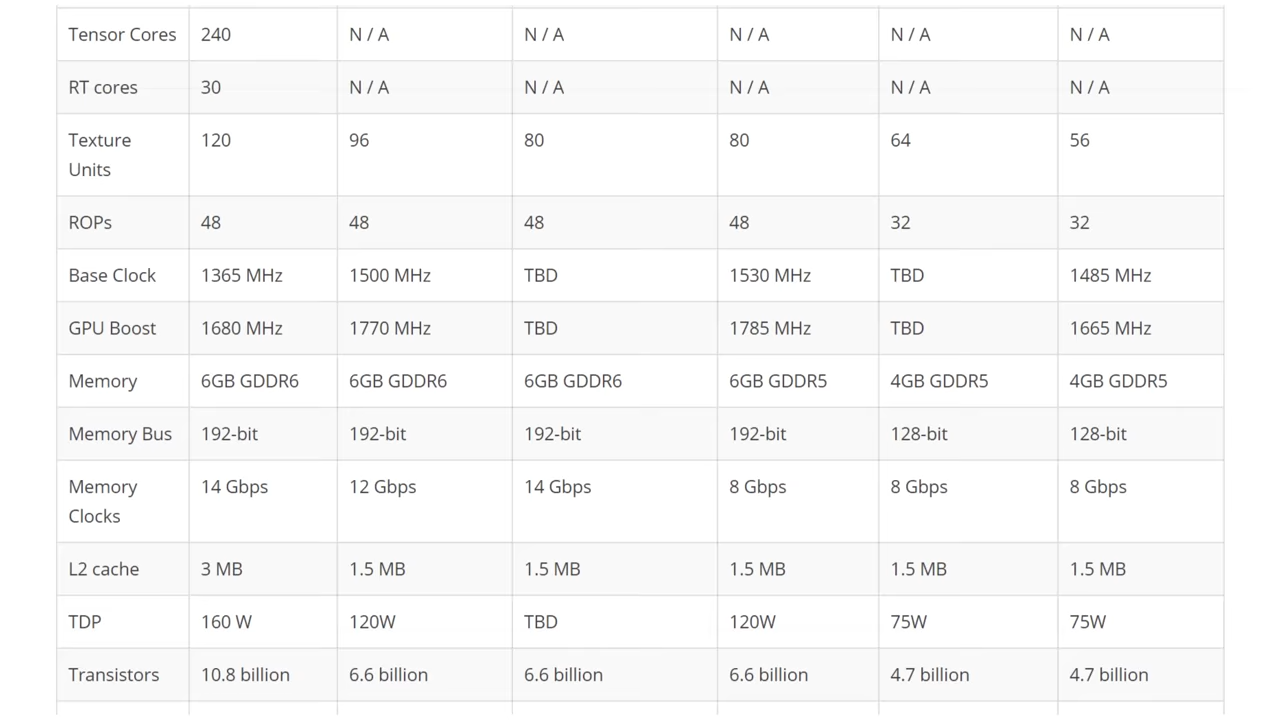 Tensor Cores 240 N / A N / A N / A N / A N / A
RT cores 30 N / A N / A N / A N / A N / A
Texture 120 96 80 80 64 56
Units
ROPs 48 48 48 48 32 32
Base Clock 1365 MHz 1500 MHz TBD 1530 MHz TBD 1485 MHz
GPU Boost 1680 MHz 1770 MHz TBD 1785 MHz TBD 1665 MHz
Memory 6GB GDDR6 6GB GDDR6 6GB GDDR6 6GB GDDR5 4GB GDDR5 4GB GDDR5
Memory Bus 192-bit 192-bit 192-bit 192-bit 128-bit 128-bit
Memory 14 Gbps 12 Gbps 14 Gbps 8 Gbps 8 Gbps 8 Gbps
Clocks
L2 cache 3 MB 1.5 MB 1.5 MB 1.5 MB 1.5 MB 1.5 MB
TDP 160 W 120W TBD 120W 75W 75W
Transistors 10.8 billion 6.6 billion 6.6 billion 6.6 billion 4.7 billion 4.7 billion